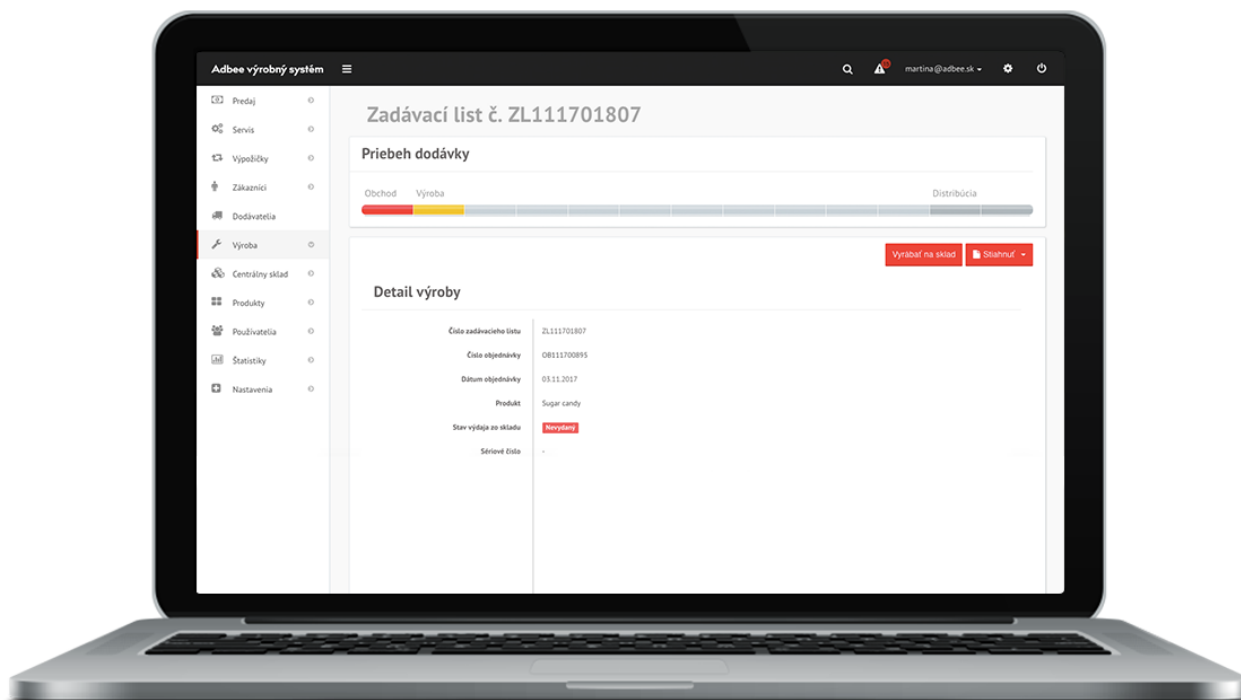 Adbee výrobný systém
martina@adbee.sk
Predaj
Servis
Výpožičky
Zákazníci
Dodávatelia
Výroba
Centrálny sklad
Produkty
Používatelia
Štatistiky
Nastavenia
Zadávací list č. ZL111701807
Priebeh dodávky
Obchod Výroba Distribúcia
Vyrábať na sklad Stiahnuť
Detail výroby
Číslo zadávacieho listu ZL111701807
Číslo objednávky OB111700895
Dátum objednávky 03.11.2017
Produkt Sugar candy
Stav výdaja zo skladu Nevydaný
Sériové číslo -